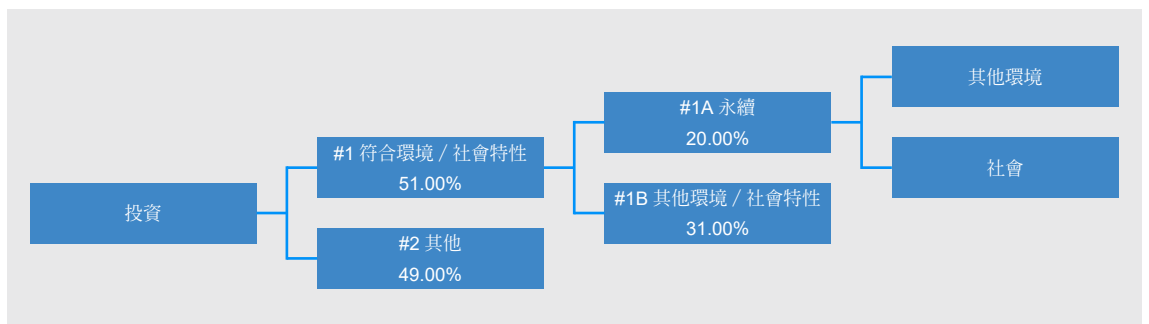 投資
#1 符合環境 / 社會特性
51.00%
#2 其他
49.00%
#1A 永續
20.00%
#1B 其他環境 / 社會特性
31.00%
其他環境
社會